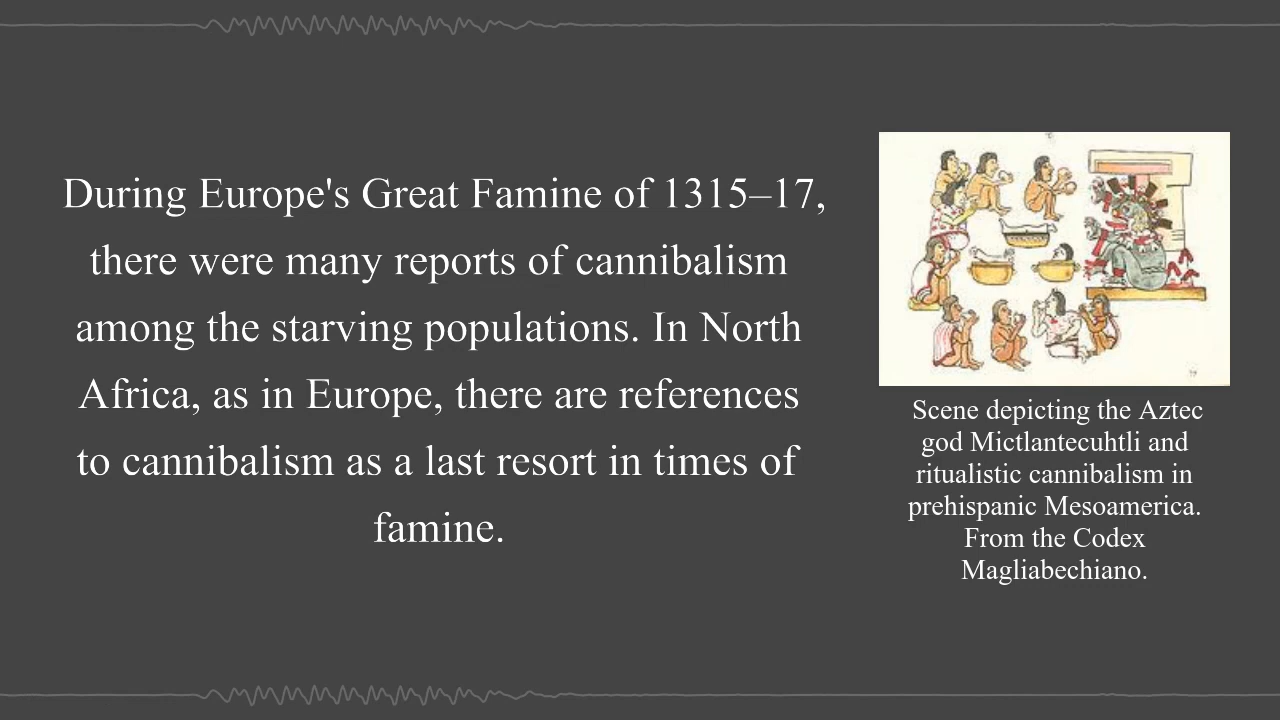 During Europe's Great Famine of 1315–17,
there were many reports of cannibalism
among the starving populations. In North
Africa, as in Europe, there are references
to cannibalism as a last resort in times of
famine.
Scene depicting the Aztec
god Mictlantecuhtli and
ritualistic cannibalism in
prehispanic Mesoamerica.
From the Codex
Magliabechiano.